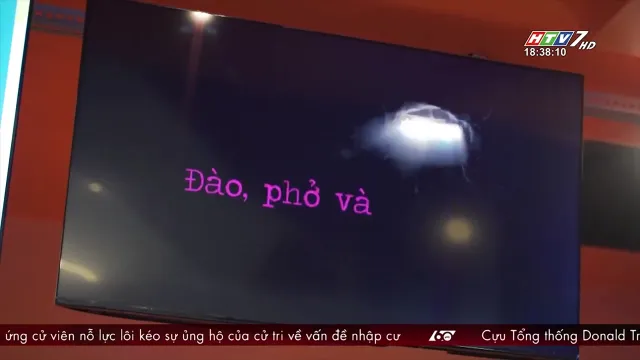 HTV7 HD
18:38:10
Đào, phở và
ứng cử viên nỗ lực lôi kéo sự ủng hộ của cử tri về vấn đề nhập cư 60 Cựu Tổng thống Donald Tr